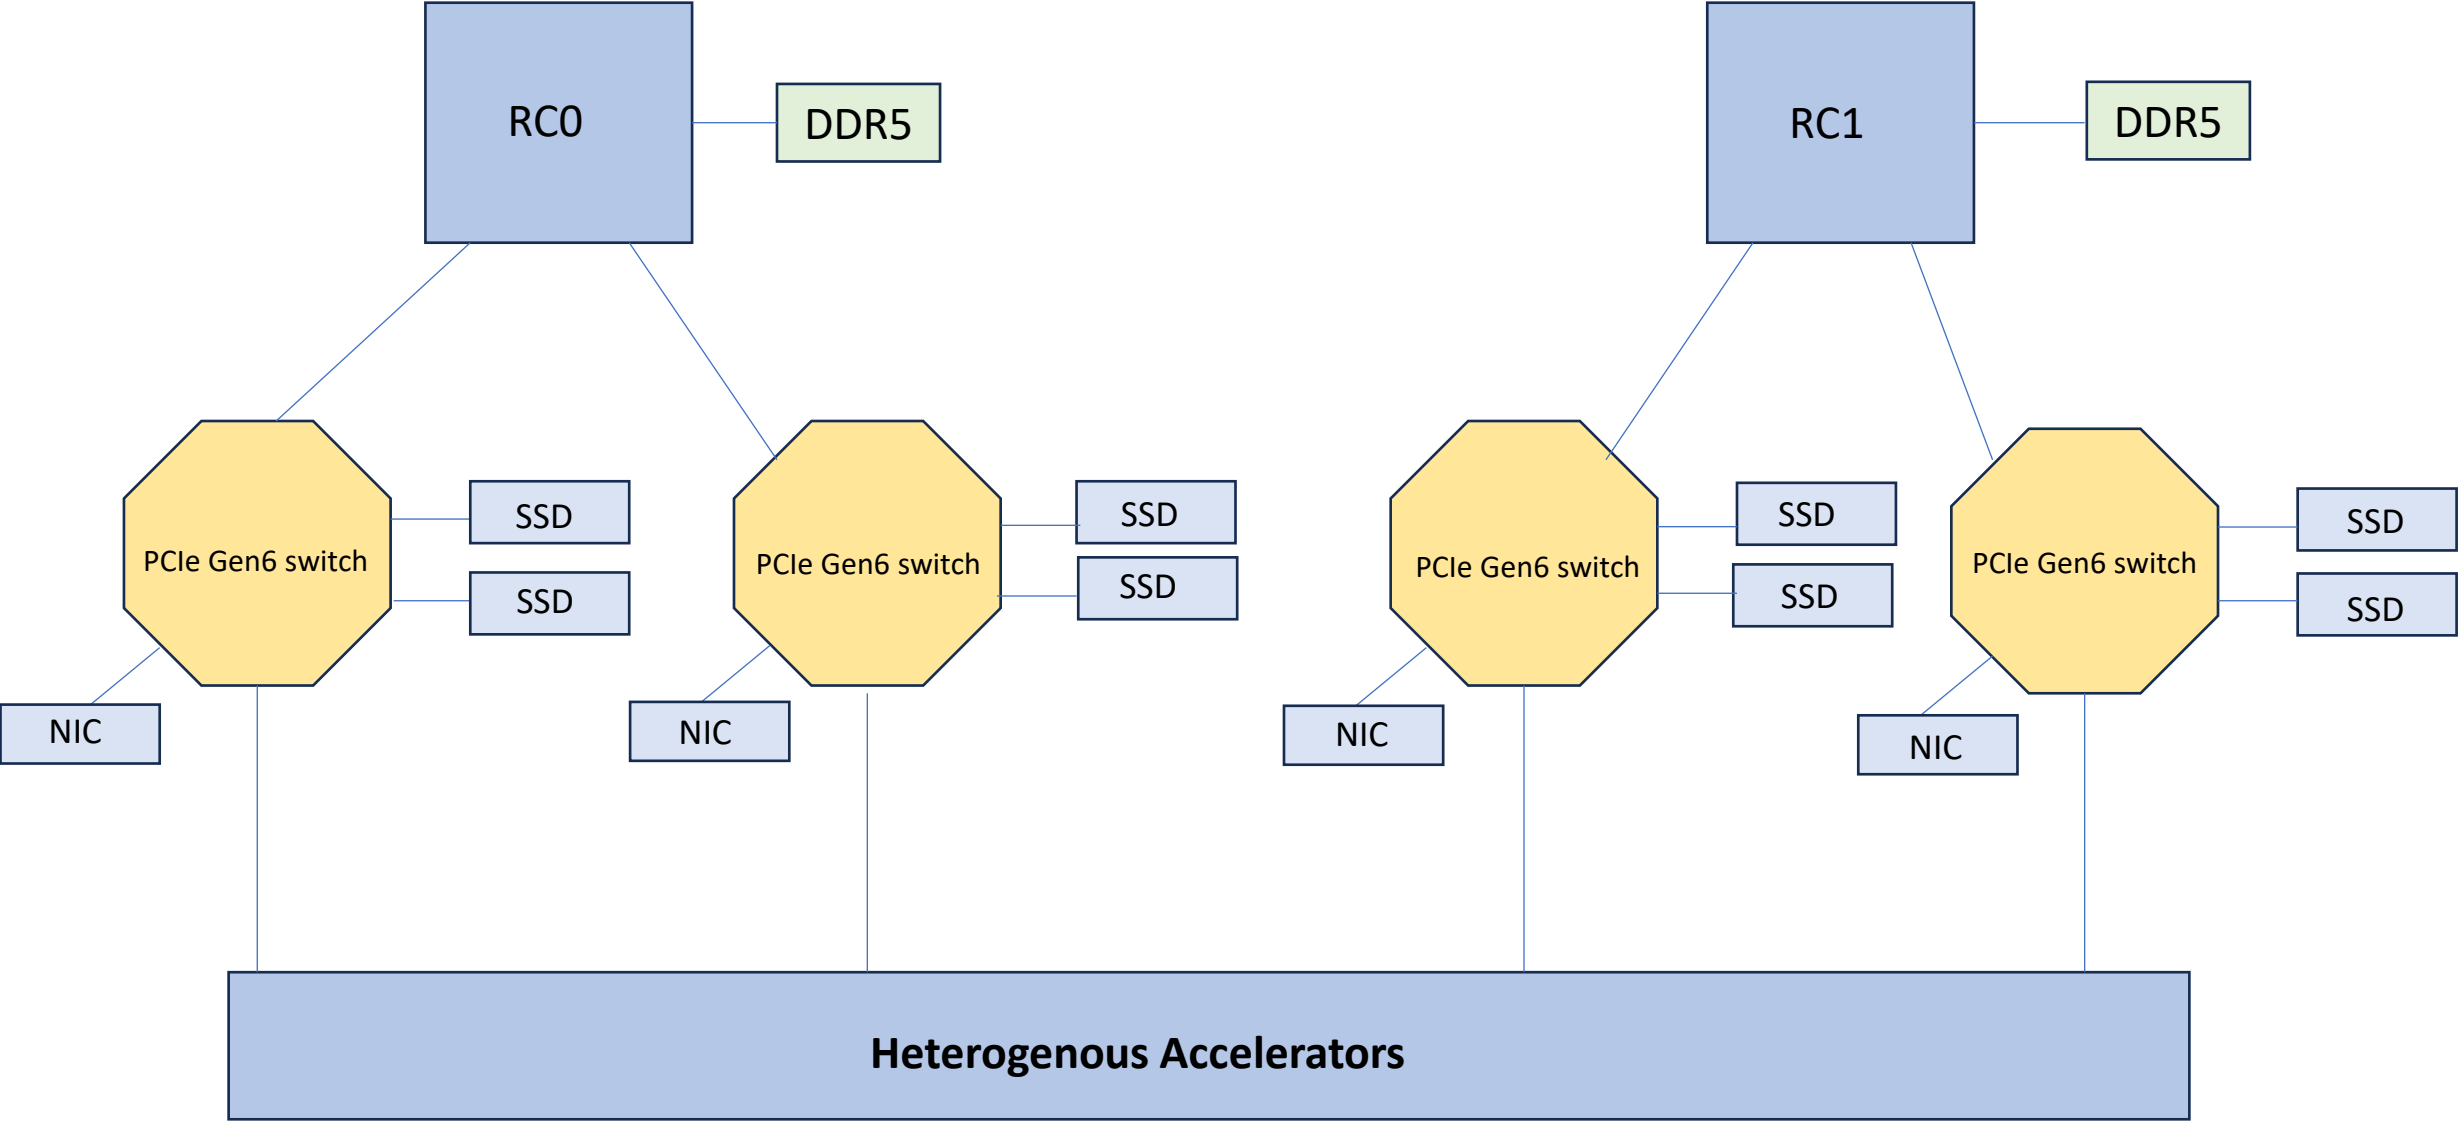 RC0
DDR5
RC1
DDR5
PCIe Gen6 switch
SSD
SSD
NIC
PCIe Gen6 switch
SSD
SSD
NIC
PCIe Gen6 switch
SSD
SSD
NIC
PCIe Gen6 switch
SSD
SSD
NIC
Heterogenous Accelerators